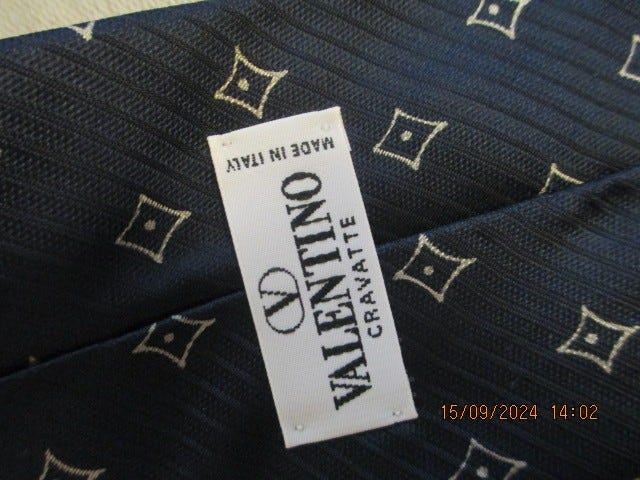 V
VALENTINO
CRAVATTE
MADE IN ITALY
15/09/2024 14:02